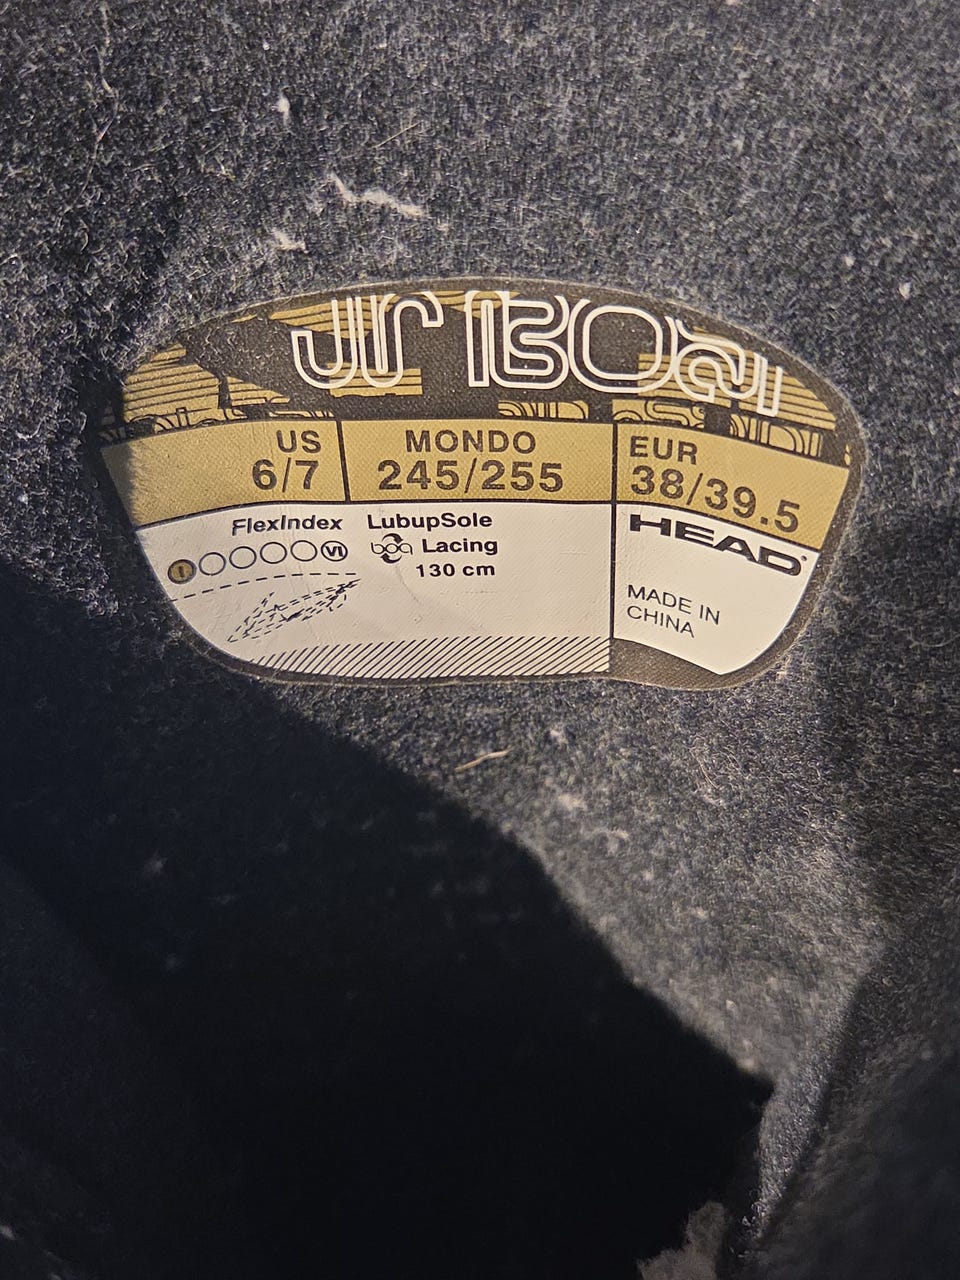 Jr BOa
US
6/7
MONDO
245/255
EUR
38/39.5
FlexIndex
I VI
LubupSole
boa Lacing
130 cm
HEAD
MADE IN
CHINA